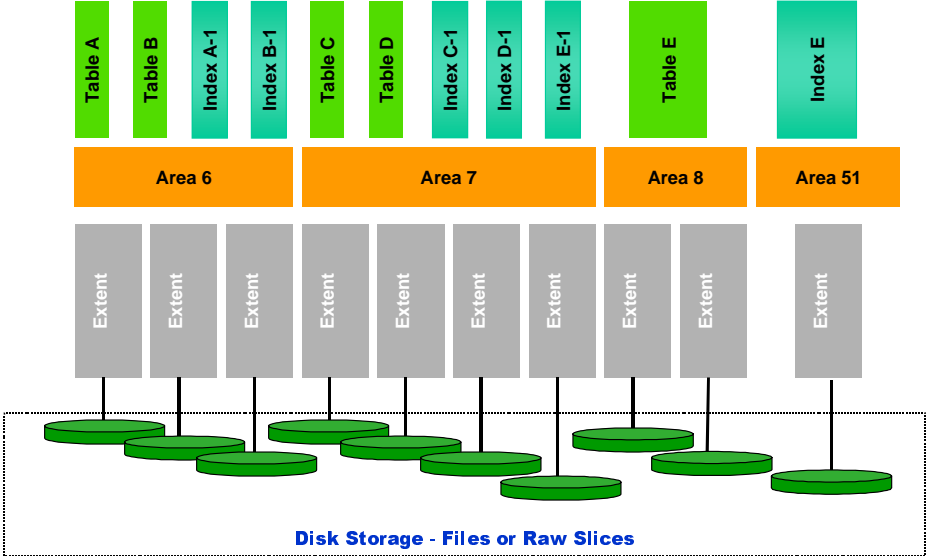 Table A
Table B
Index A-1
Index B-1
Table C
Table D
Index C-1
Index D-1
Index E-1
Table E
Index E
Area 6
Area 7
Area 8
Area 51
Extent
Extent
Extent
Extent
Extent
Extent
Extent
Extent
Extent
Extent
Disk Storage - Files or Raw Slices